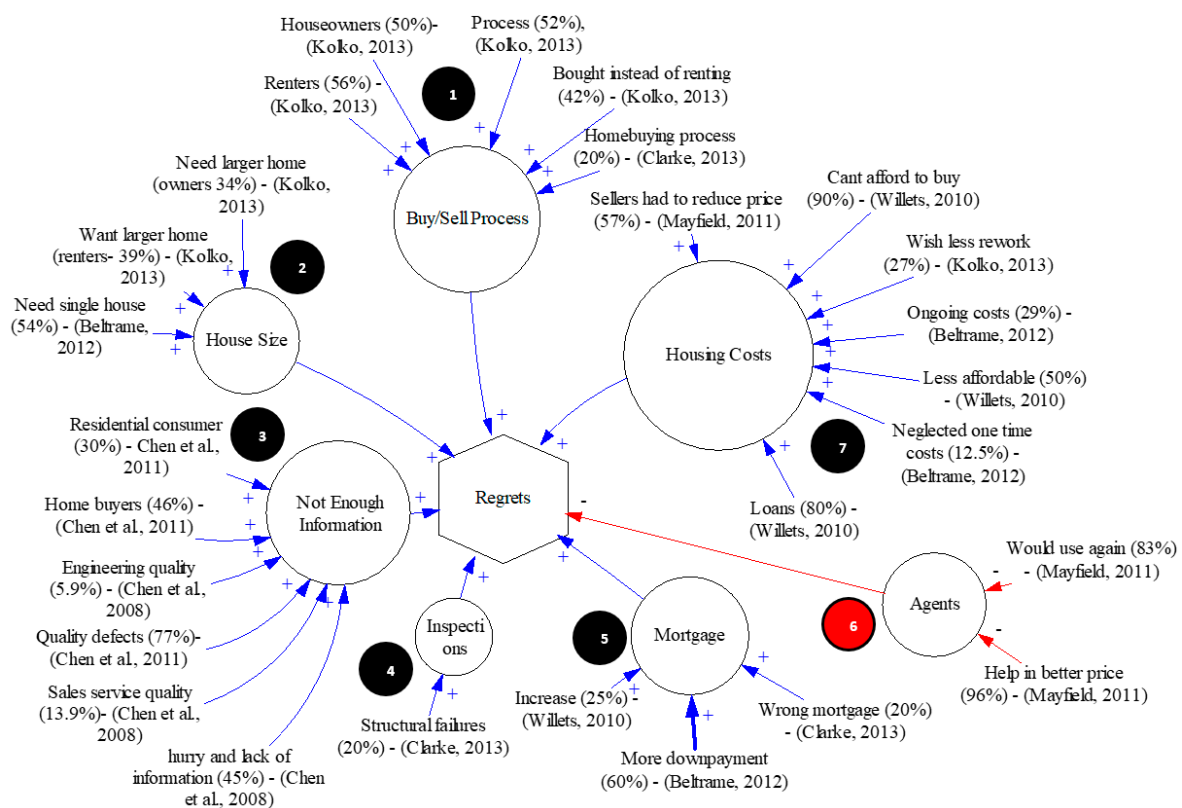 Houseowners (50%)-
(Kolko, 2013)
Process (52%),
(Kolko, 2013)
Renters (56%) -
(Kolko, 2013)
1
Bought instead of renting
(42%) - (Kolko, 2013)
Homebuying process
(20%) - (Clarke, 2013)
+
+
+
+
+
Buy/Sell Process
Need larger home
(owners 34%) - (Kolko,
2013)
Want larger home
(renters- 39%) - (Kolko,
2013)
Need single house
(54%) - (Beltrame,
2012)
2
+
+
+
House Size
Sellers had to reduce price
(57%) - (Mayfield, 2011)
Cant afford to buy
(90%) - (Willets, 2010)
Wish less rework
(27%) - (Kolko, 2013)
Ongoing costs (29%) -
(Beltrame, 2012)
Less affordable (50%)
- (Willets, 2010)
Neglected one time
costs (12.5%) -
(Beltrame, 2012)
Loans (80%) -
(Willets, 2010)
+
+
+
+
+
+
+
Housing Costs
7
Residential consumer
(30%) - Chen et al.,
2011)
3
Home buyers (46%) -
(Chen et al., 2011)
Engineering quality
(5.9%) - (Chen et al.,
2008)
Quality defects (77%)-
(Chen et al., 2011)
Sales service quality
(13.9%)- (Chen et al.,
2008)
hurry and lack of
information (45%) - (Chen
et al., 2008)
+
+
+
+
+
+
Not Enough
Information
Regrets
+
+
+
+
+
+
-
Inspecti
ons
4
+
Structural failures
(20%) - (Clarke, 2013)
Mortgage
5
+
+
+
Increase (25%) -
(Willets, 2010)
More downpayment
(60%) - (Beltrame, 2012)
Wrong mortgage (20%)
- (Clarke, 2013)
6
Agents
-
-
Would use again (83%)
- (Mayfield, 2011)
Help in better price
(96%) - (Mayfield, 2011)